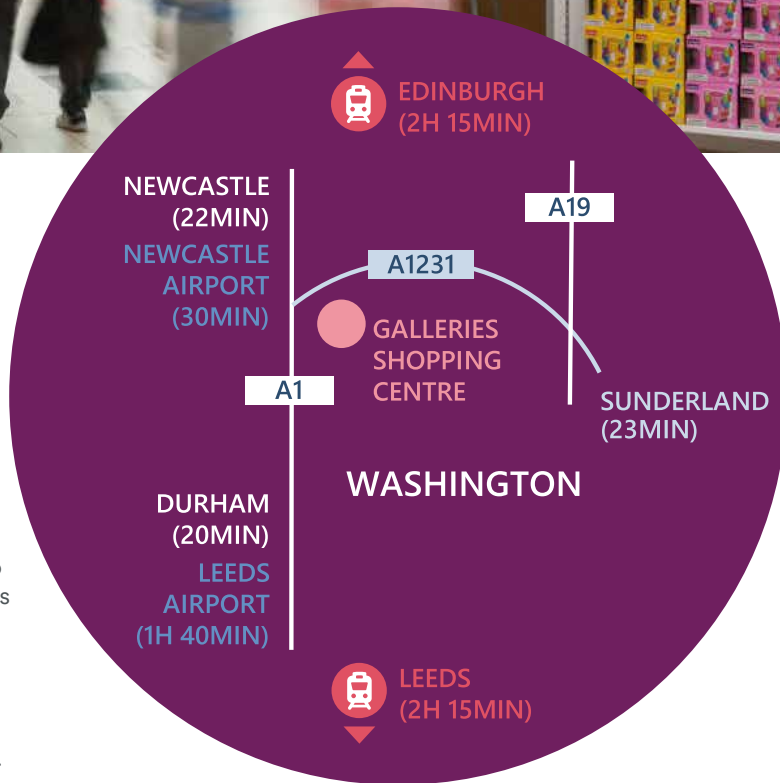 EDINBURGH
(2H 15MIN)
NEWCASTLE
(22MIN)
NEWCASTLE
AIRPORT
(30MIN)
A19
A1231
GALLERIES
SHOPPING
CENTRE
A1
SUNDERLAND
(23MIN)
WASHINGTON
DURHAM
(20MIN)
LEEDS
AIRPORT
(1H 40MIN)
LEEDS
(2H 15MIN)